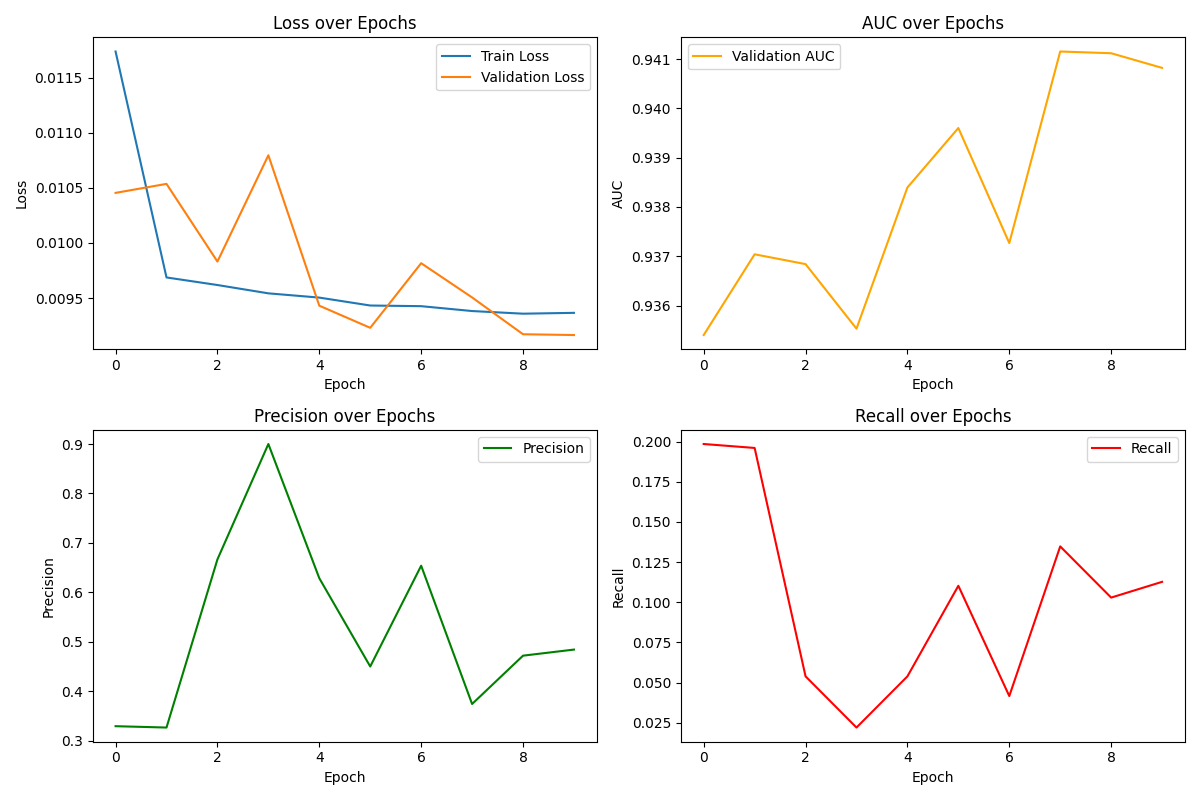 Loss over Epochs
Train Loss
Validation Loss
0.0115
0.0110
0.0105
0.0100
0.0095
Loss
0 2 4 6 8
Epoch
AUC over Epochs
Validation AUC
0.941
0.940
0.939
0.938
0.937
0.936
AUC
0 2 4 6 8
Epoch
Precision over Epochs
Precision
0.9
0.8
0.7
0.6
0.5
0.4
0.3
Precision
0 2 4 6 8
Epoch
Recall over Epochs
Recall
0.200
0.175
0.150
0.125
0.100
0.075
0.050
0.025
Recall
0 2 4 6 8
Epoch